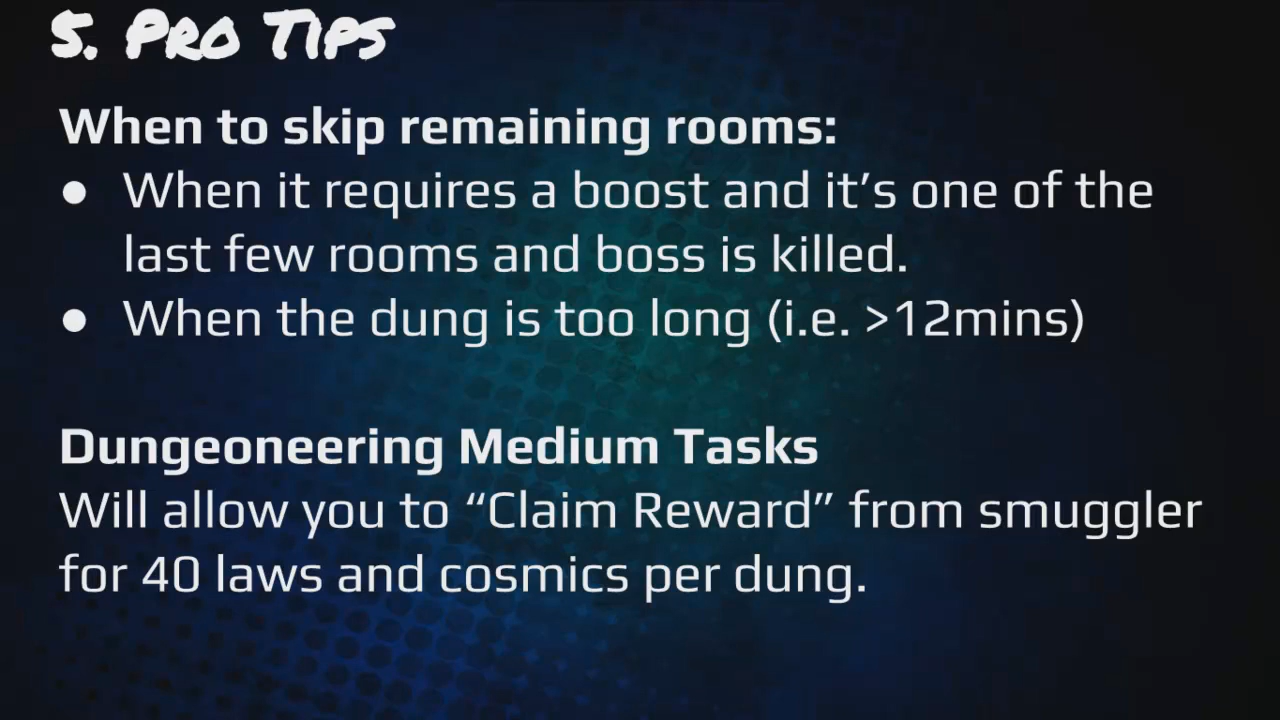 5. Pro Tips
When to skip remaining rooms:
● When it requires a boost and it’s one of the
last few rooms and boss is killed.
● When the dung is too long (i.e. >12mins)
Dungeoneering Medium Tasks
Will allow you to “Claim Reward” from smuggler
for 40 laws and cosmics per dung.